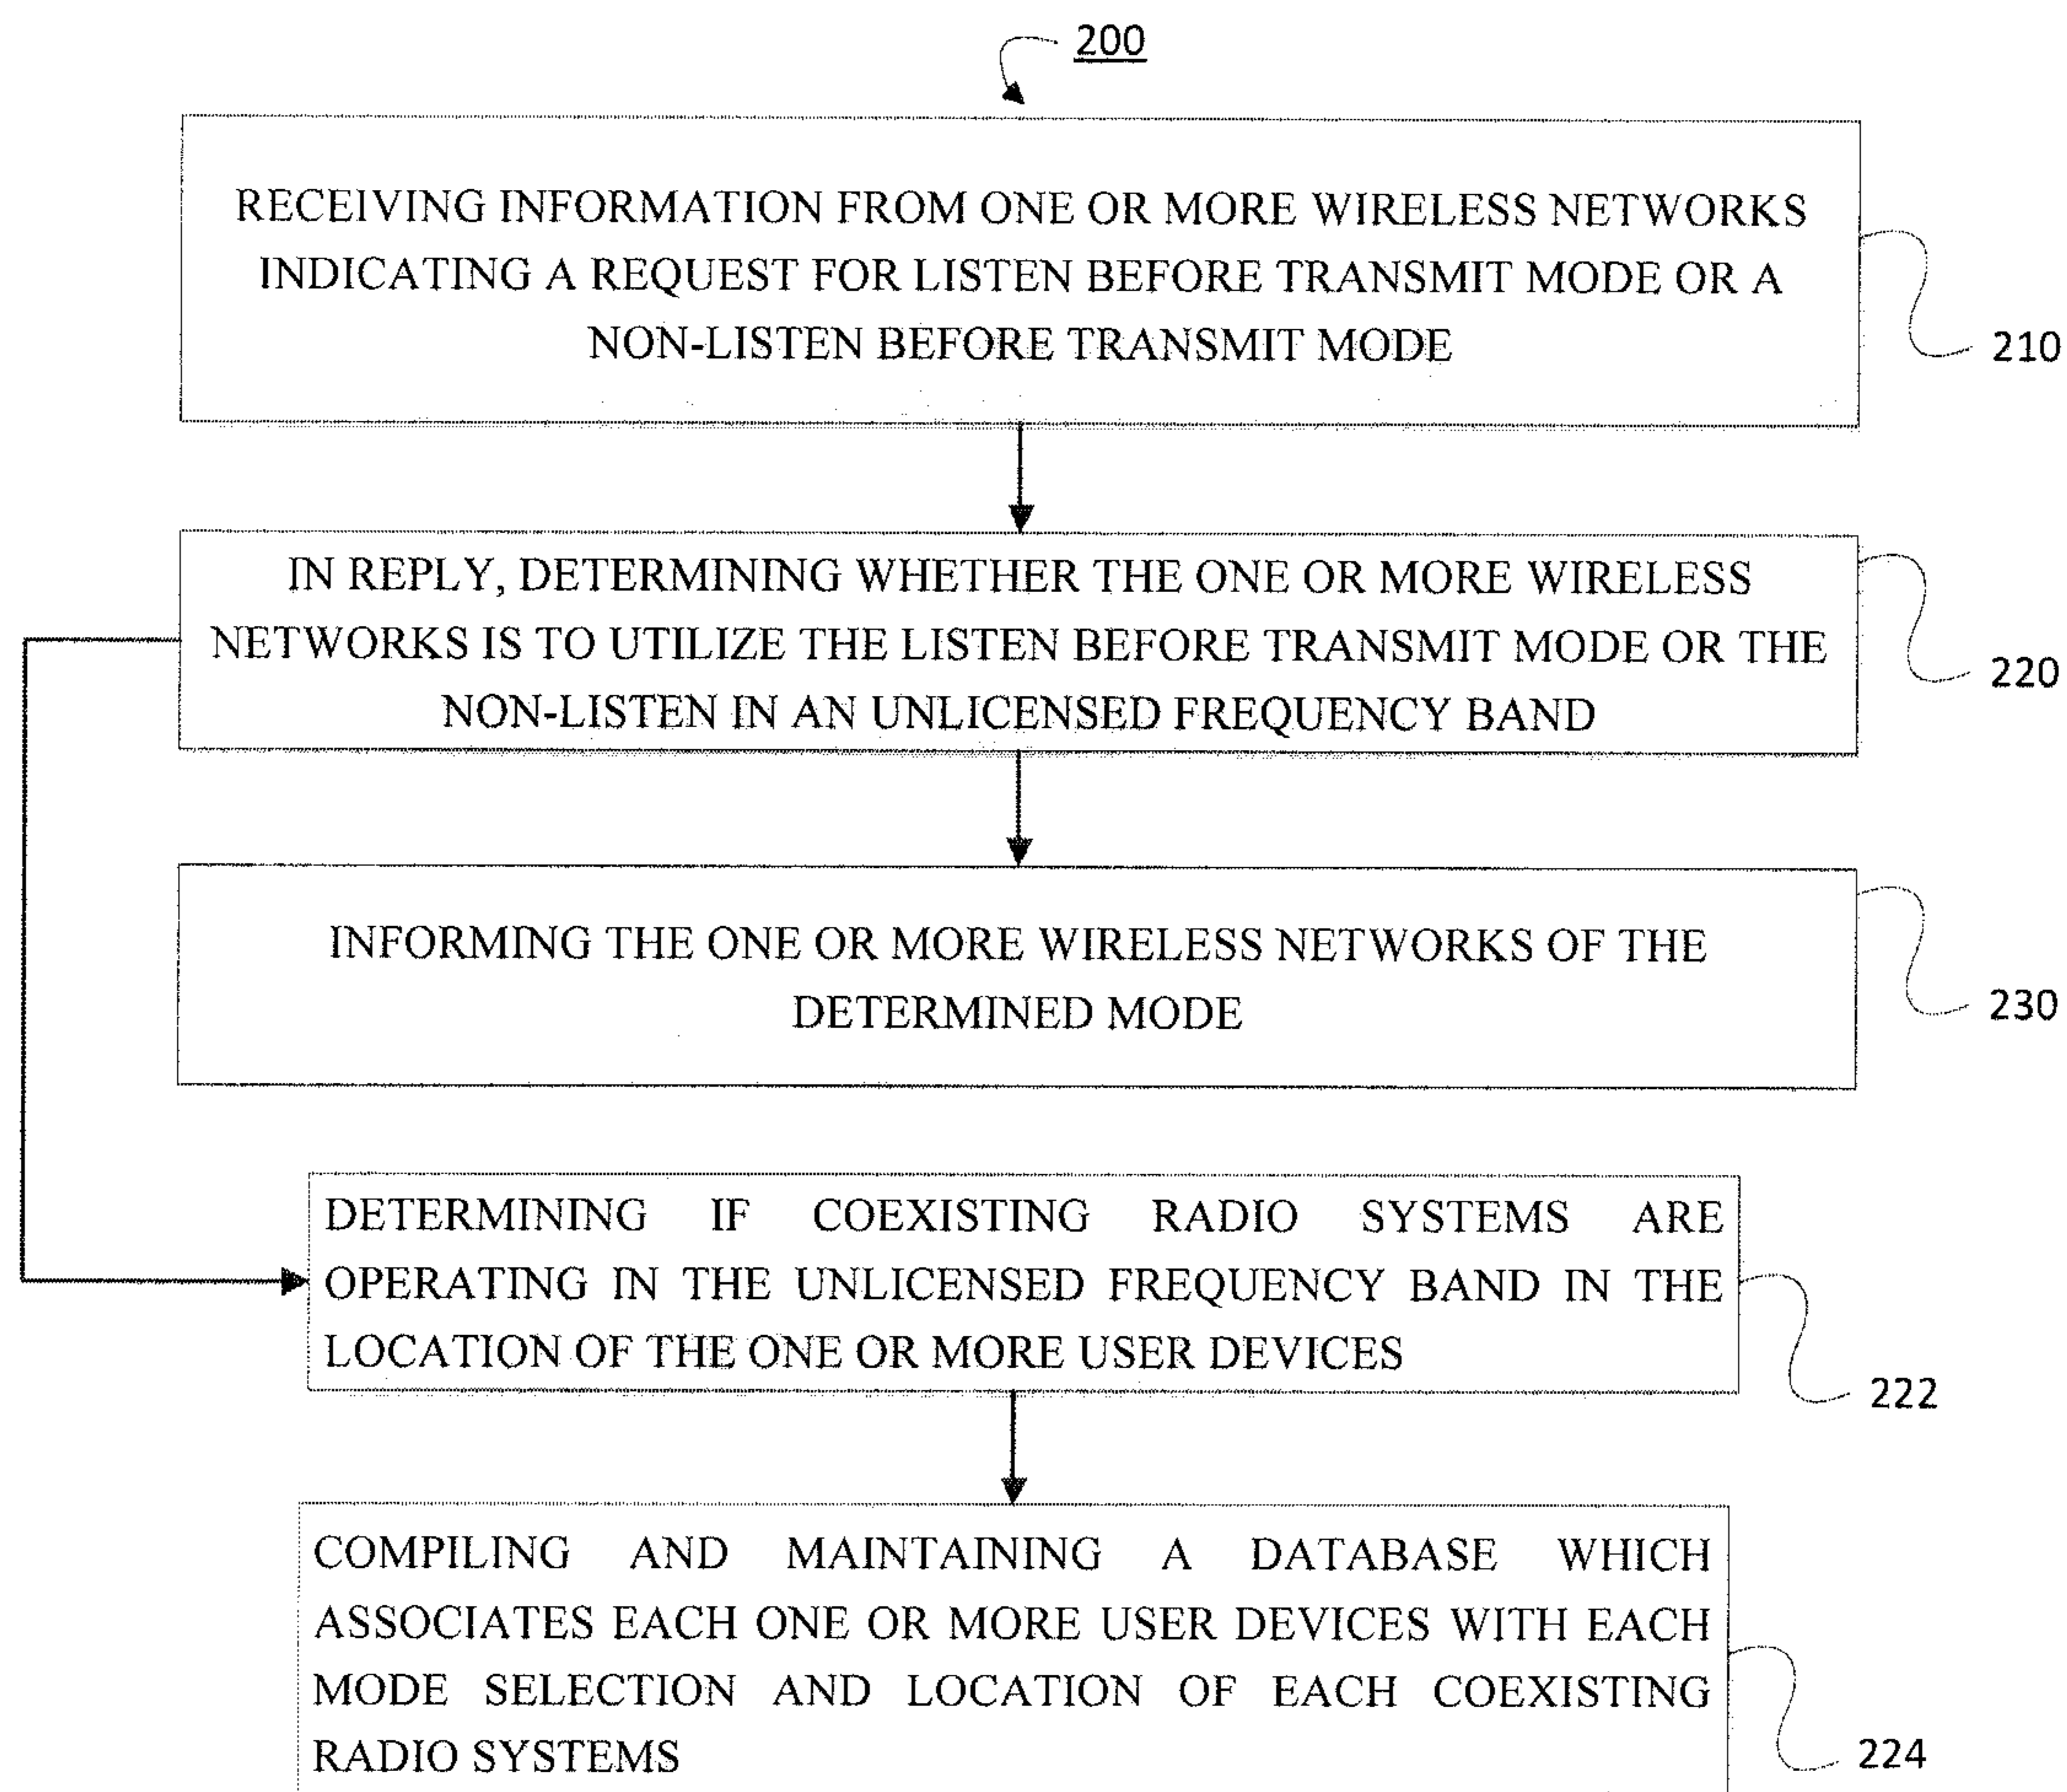 200
RECEIVING INFORMATION FROM ONE OR MORE WIRELESS NETWORKS
INDICATING A REQUEST FOR LISTEN BEFORE TRANSMIT MODE OR A
NON-LISTEN BEFORE TRANSMIT MODE
210
IN REPLY, DETERMINING WHETHER THE ONE OR MORE WIRELESS
NETWORKS IS TO UTILIZE THE LISTEN BEFORE TRANSMIT MODE OR THE
NON-LISTEN IN AN UNLICENSED FREQUENCY BAND
220
INFORMING THE ONE OR MORE WIRELESS NETWORKS OF THE
DETERMINED MODE
230
DETERMINING IF COEXISTING RADIO SYSTEMS ARE
OPERATING IN THE UNLICENSED FREQUENCY BAND IN THE
LOCATION OF THE ONE OR MORE USER DEVICES
222
COMPILING AND MAINTAINING A DATABASE WHICH
ASSOCIATES EACH ONE OR MORE USER DEVICES WITH EACH
MODE SELECTION AND LOCATION OF EACH COEXISTING
RADIO SYSTEMS
224